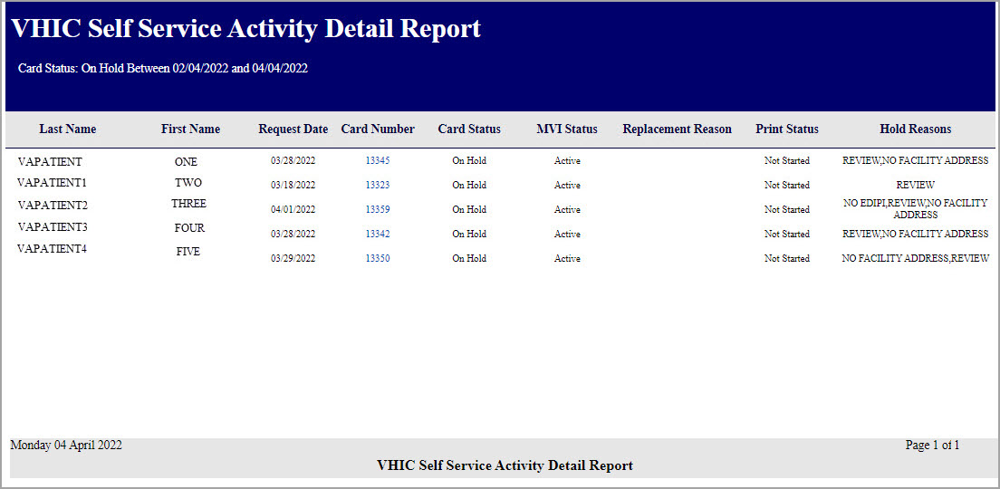 VHIC Self Service Activity Detail Report
Card Status: On Hold Between 02/04/2022 and 04/04/2022
Last Name First Name Request Date Card Number Card Status MVI Status Replacement Reason Print Status Hold Reasons
VAPATIENT ONE 03/28/2022 13345 On Hold Active Not Started REVIEW,NO FACILITY ADDRESS
VAPATIENT1 TWO 03/18/2022 13323 On Hold Active Not Started REVIEW
VAPATIENT2 THREE 04/01/2022 13359 On Hold Active Not Started NO EDIPI,REVIEW,NO FACILITY
ADDRESS
VAPATIENT3 FOUR 03/28/2022 13342 On Hold Active Not Started REVIEW,NO FACILITY ADDRESS
VAPATIENT4 FIVE 03/29/2022 13350 On Hold Active Not Started NO FACILITY ADDRESS,REVIEW
Monday 04 April 2022 Page 1 of 1
VHIC Self Service Activity Detail Report